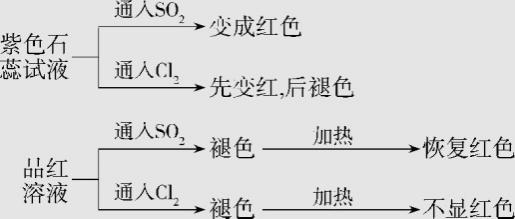 紫色石
蕊试液
通入SO₂
变成红色
通入Cl₂
先变红,后褪色
品红
溶液
通入SO₂
褪色
加热
恢复红色
通入Cl₂
褪色
加热
不显红色